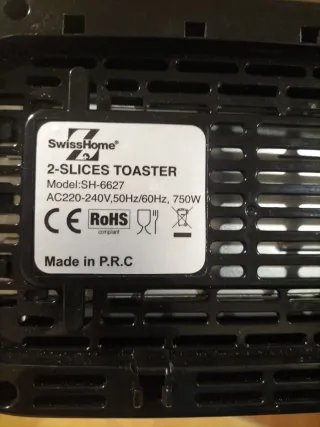 SwissHome®
2-SLICES TOASTER
Model:SH-6627
AC220-240V,50Hz/60Hz, 750W
CE RoHS
compliant
Made in P.R.C